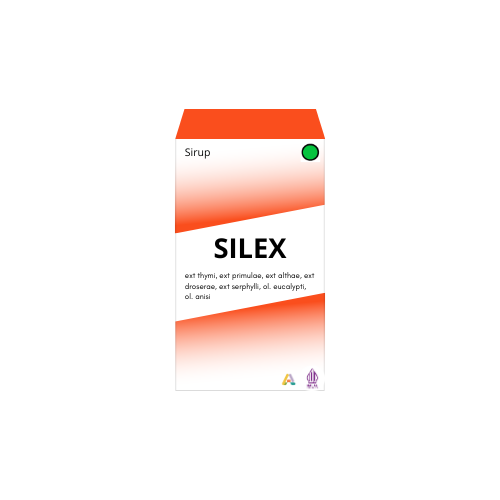 Sirup
SILEX
ext thymi, ext primulae, ext althae, ext
droserae, ext serphylli, ol. eucalypti,
ol. anisi